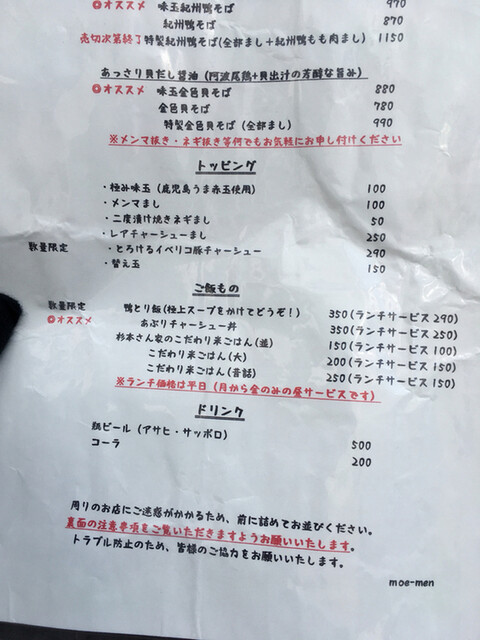 ◎オススメ 味玉紀州鴨そば 970
紀州鴨そば 870
売切次第終了 特製紀州鴨そば(全部まし＋紀州鴨もも肉まし) 1150
あっさり貝だし醤油 (阿波尾鶏+貝出汁の芳醇な旨み)
◎オススメ 味玉金色貝そば 880
金色貝そば 780
特製金色貝そば (全部まし) 990
※メンマ抜き・ネギ抜き等何でもお気軽にお申し付けください
トッピング
・極み味玉 (鹿児島うま赤玉使用) 100
・メンマまし 100
・二度漬け焼きネギまし 50
・レアチャーシューまし 250
数量限定 ・とろけるイベリコ豚チャーシュー 290
・替え玉 150
ご飯もの
数量限定 鴨とり飯(極上スープをかけてどうぞ！) 350(ランチサービス 290)
◎オススメ あぶりチャーシュー丼 350(ランチサービス 250)
杉本さん家のこだわり米ごはん(並) 150(ランチサービス 100)
こだわり米ごはん(大) 200(ランチサービス 150)
こだわり米ごはん(昔話) 250(ランチサービス 150)
※ランチ価格は平日 (月から金のみの昼サービスです)
ドリンク
瓶ビール (アサヒ・サッポロ) 500
コーラ 200
周りのお店にご迷惑がかかるため、前に詰めてお並びください。
裏面の注意事項をご覧いただきますようお願いいたします。
トラブル防止のため、皆様のご協力をお願いいたします。
moe-men